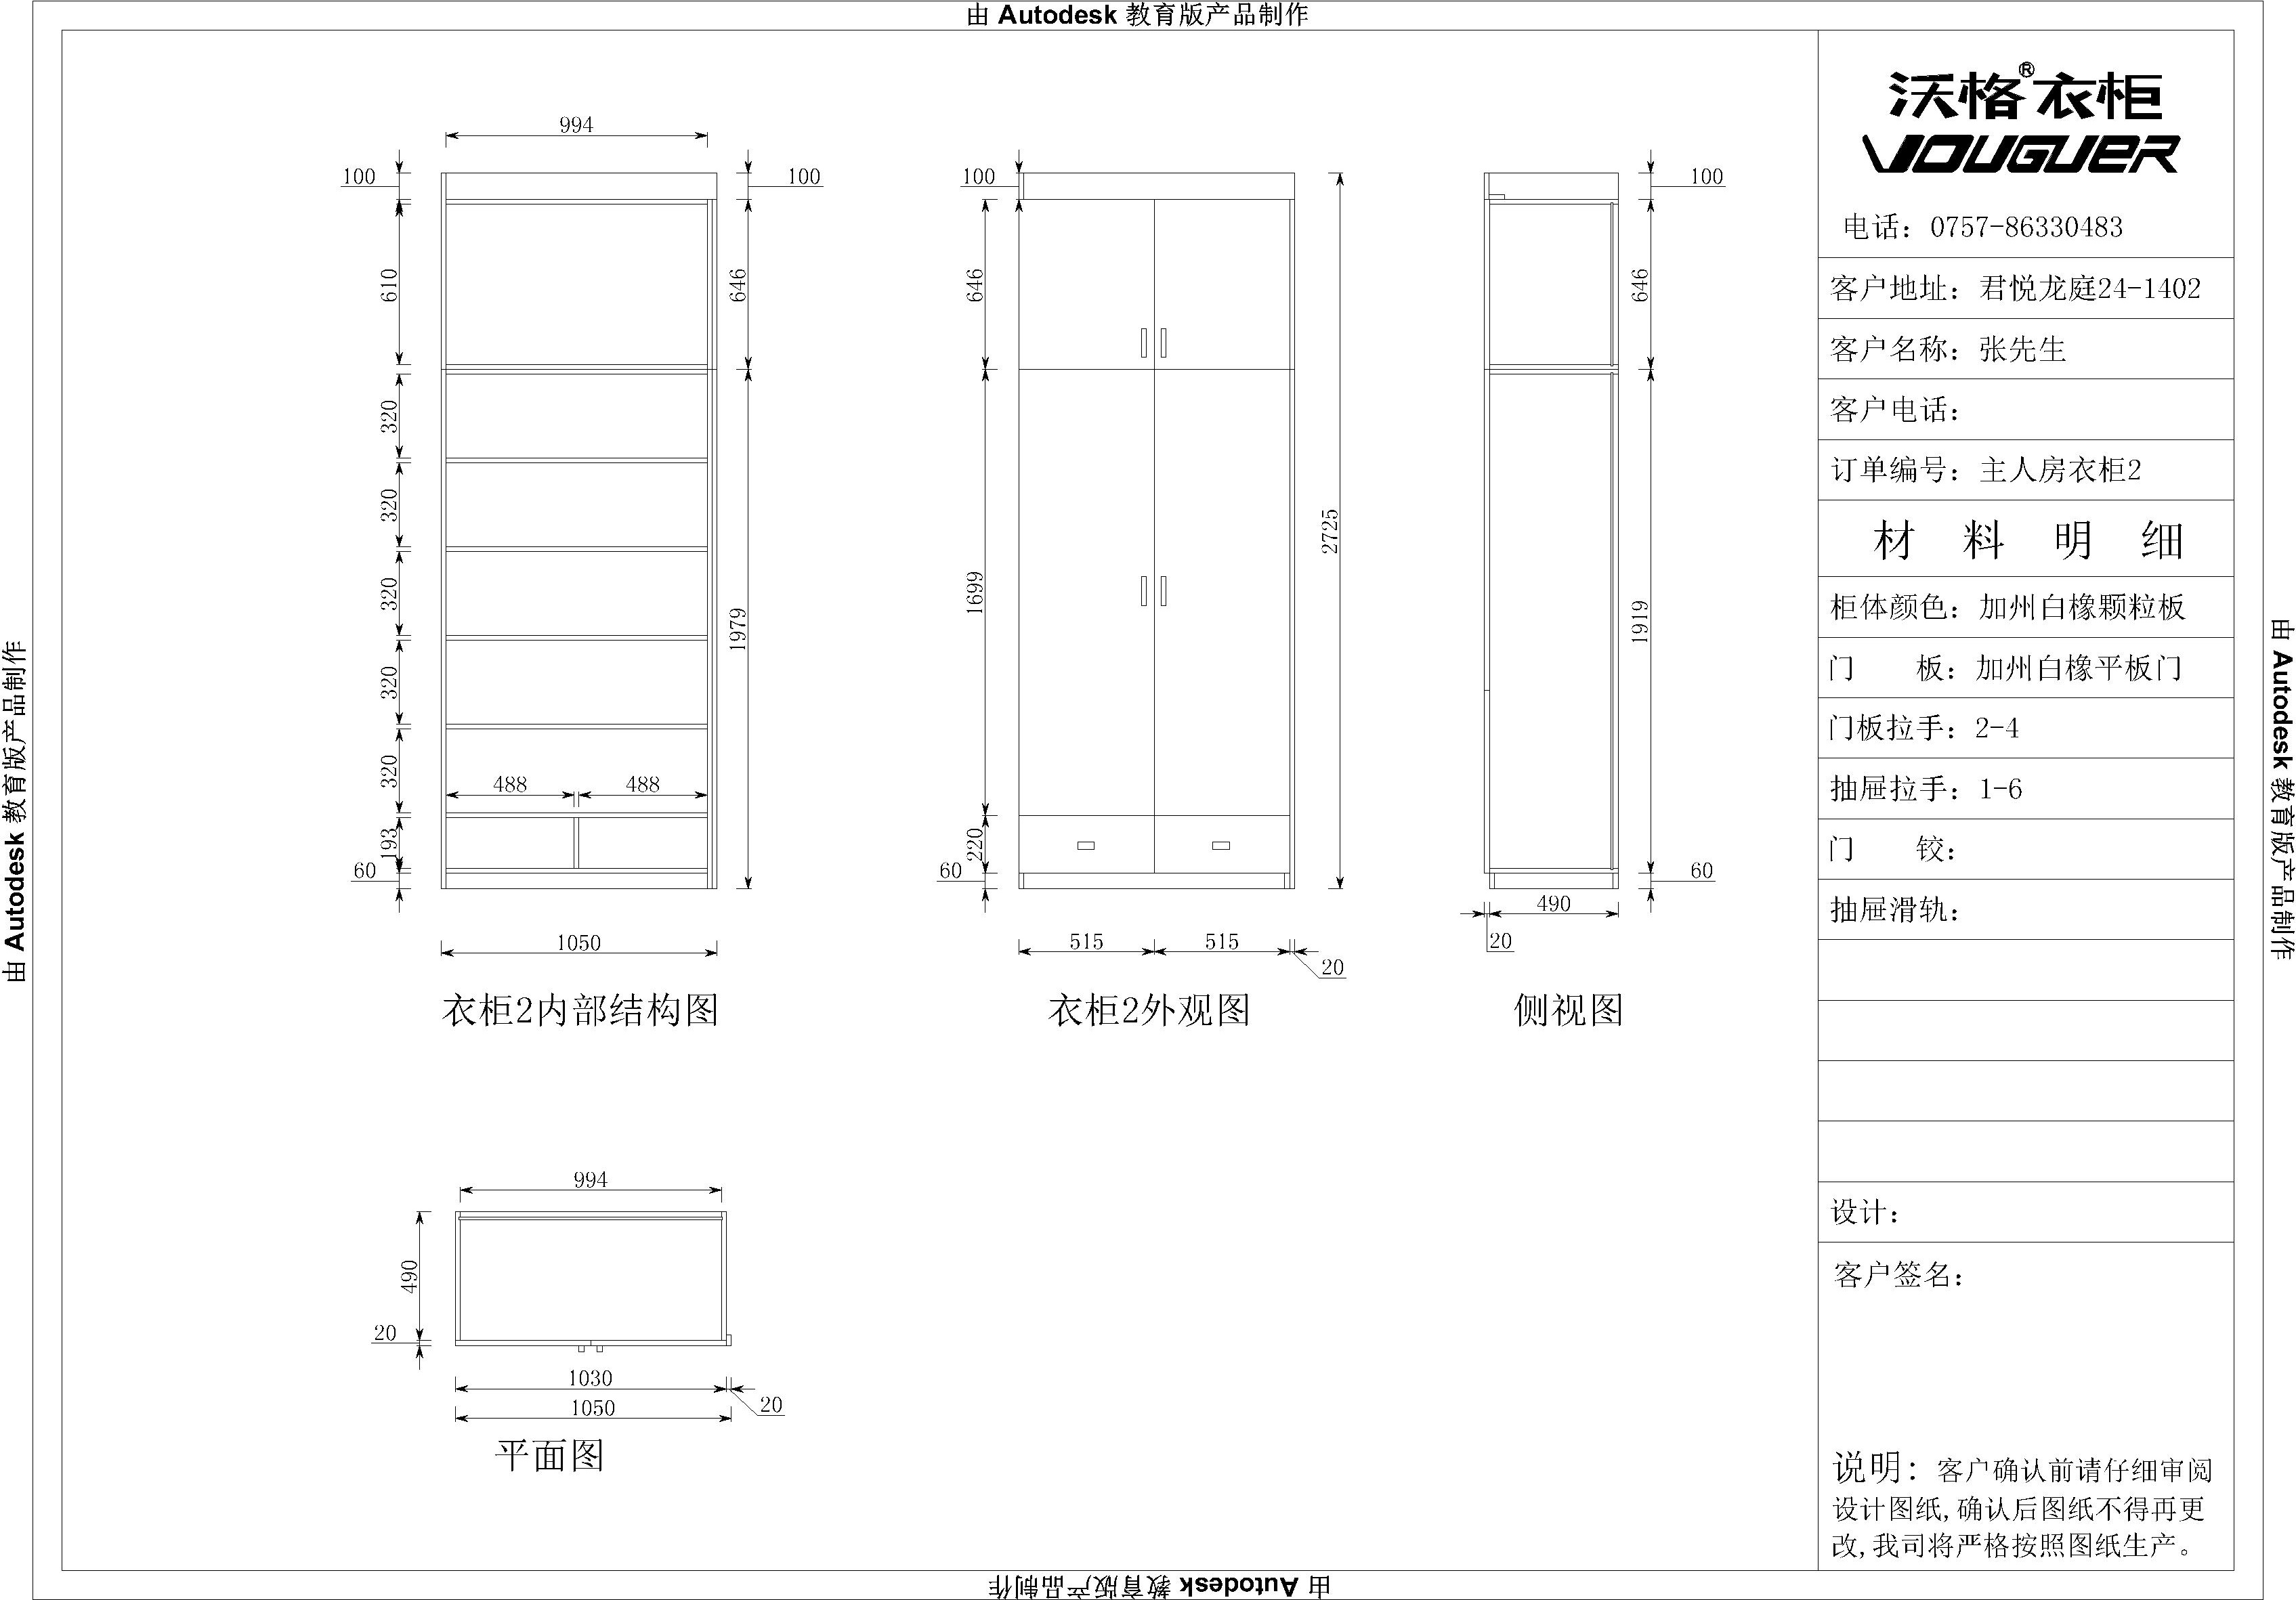 由 Autodesk 教育版产品制作
994
100
100
610
646
320
320
320
320
320
1979
488
488
193
60
1050
衣柜2内部结构图
100
646
1699
2725
220
60
515
515
20
衣柜2外观图
100
646
1919
60
490
20
侧视图
994
490
20
1030
20
1050
平面图
沃格®衣柜
VOUGUER
电话：0757-86330483
客户地址：君悦龙庭24-1402
客户名称：张先生
客户电话：
订单编号：主人房衣柜2
材 料 明 细
柜体颜色：加州白橡颗粒板
门 板：加州白橡平板门
门板拉手：2-4
抽屉拉手：1-6
门 铰：
抽屉滑轨：
设计：
客户签名：
说明：客户确认前请仔细审阅
设计图纸,确认后图纸不得再更
改,我司将严格按照图纸生产。
由 Autodesk 教育版产品制作
由 Autodesk 教育版产品制作
由 Autodesk 教育版产品制作